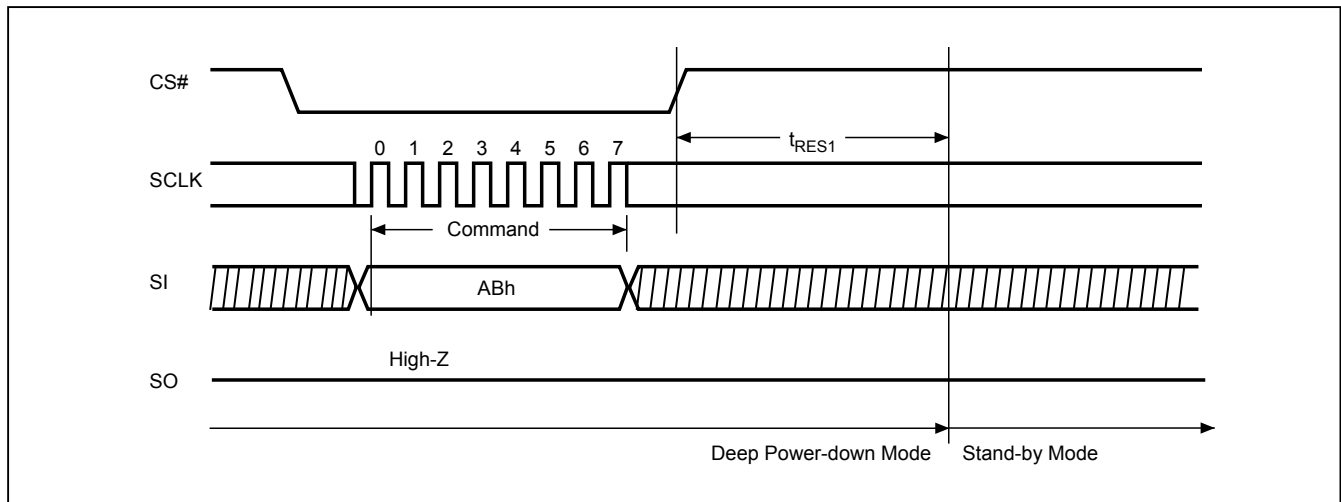 CS#
tRES1
0 1 2 3 4 5 6 7
SCLK
Command
SI
ABh
High-Z
SO
Deep Power-down Mode Stand-by Mode